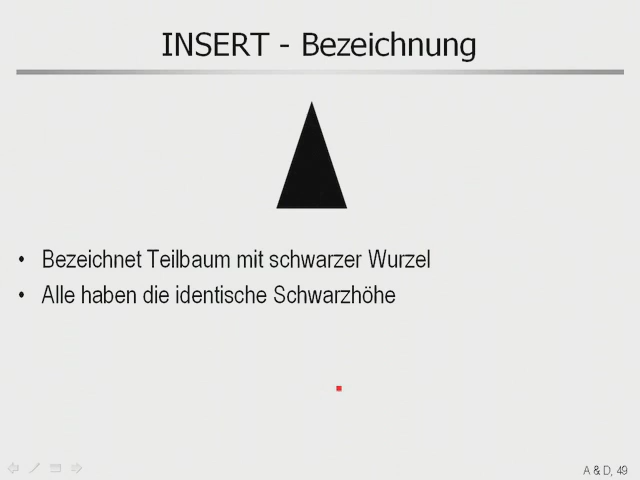 INSERT - Bezeichnung
• Bezeichnet Teilbaum mit schwarzer Wurzel
• Alle haben die identische Schwarzhöhe
A & D, 49